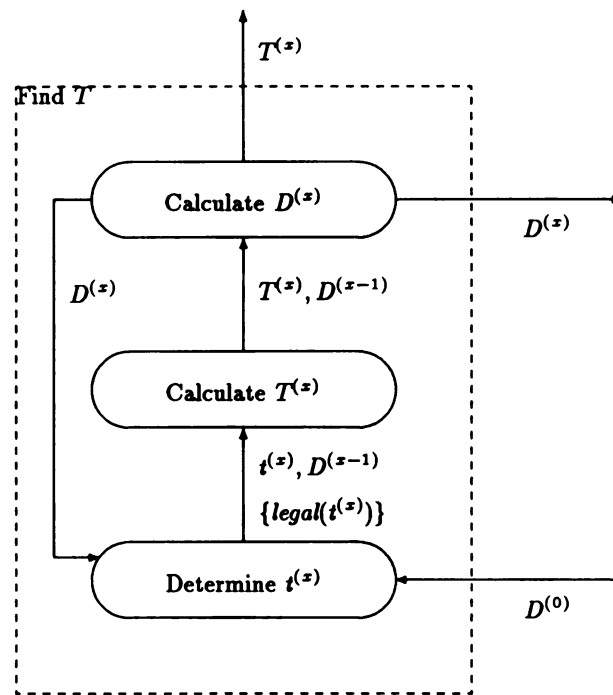 T^(x)
Find T
Calculate D^(x)
D^(x)
D^(x)
T^(x), D^(x−1)
Calculate T^(x)
t^(x), D^(x−1)
{legal(t^(x))}
Determine t^(x)
D^(0)